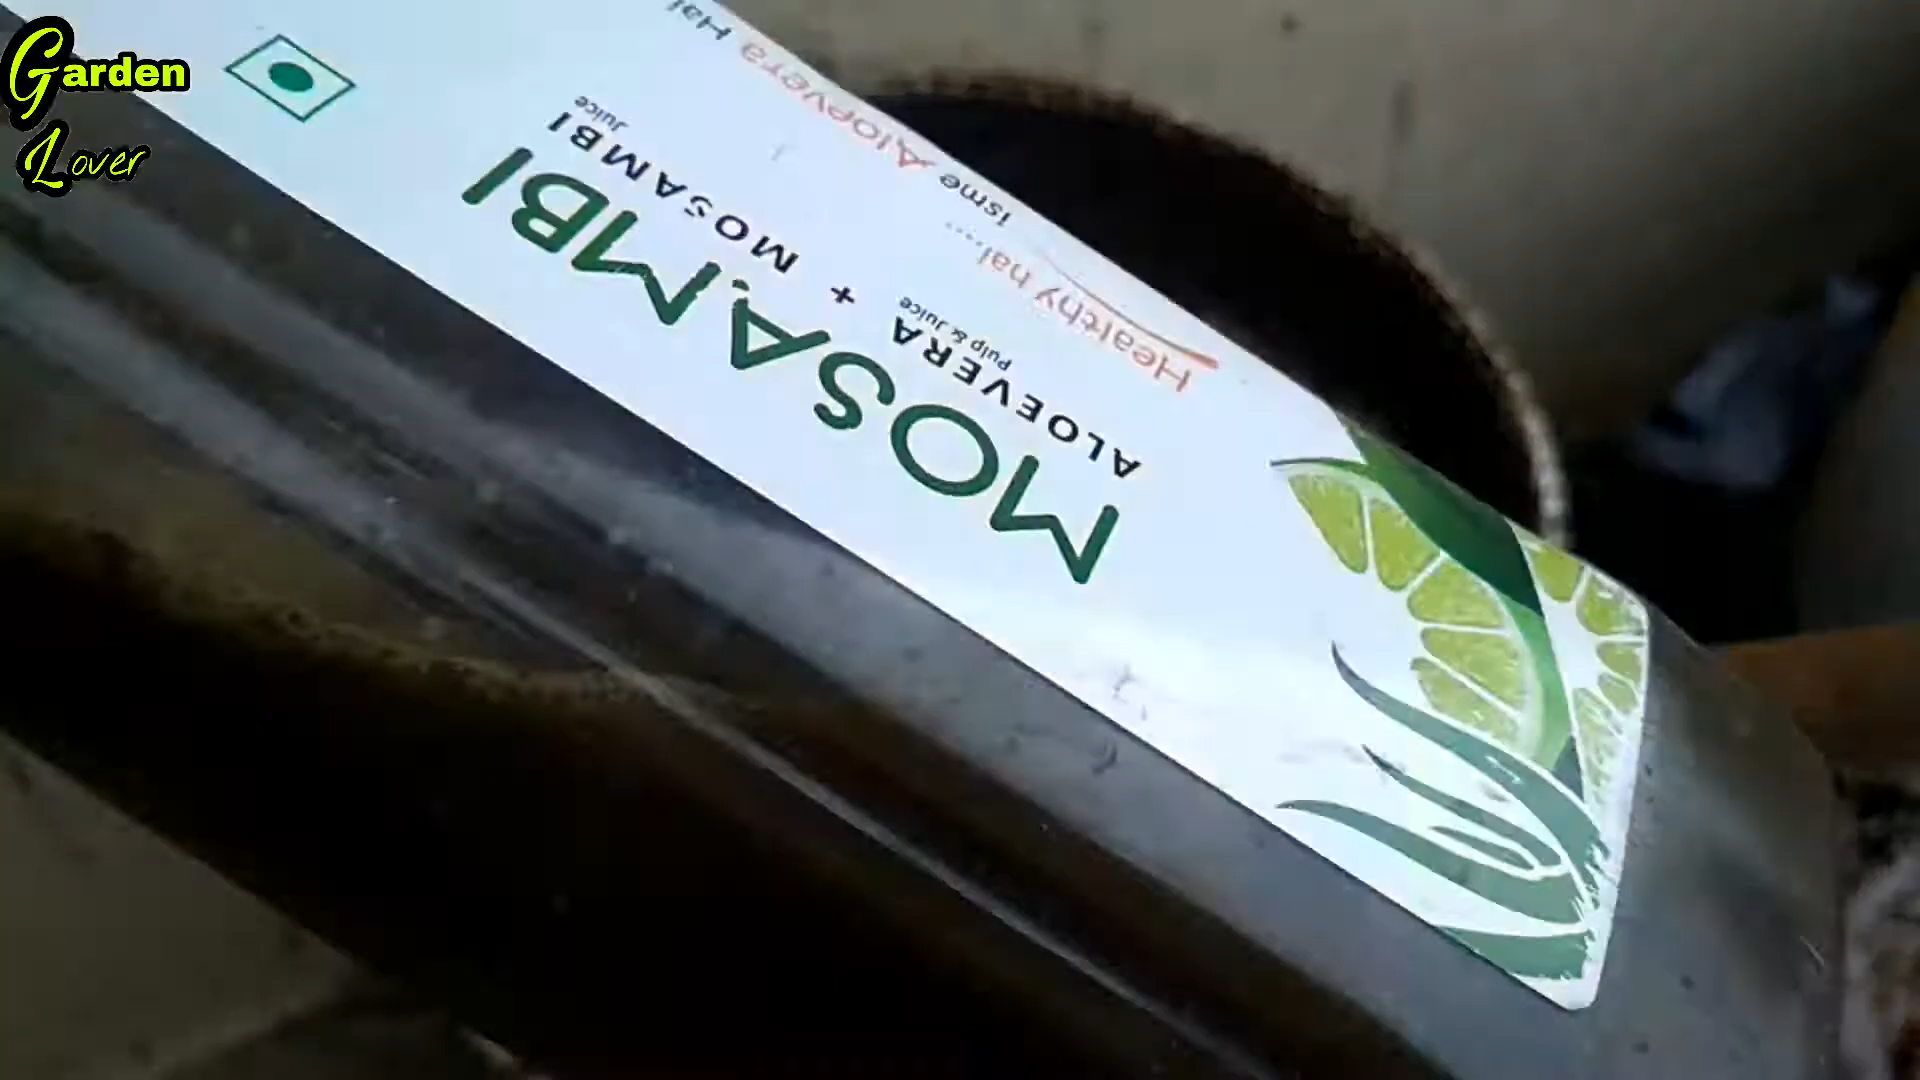 Garden
Lover
MOSAMBI
ALOEVERA + MOSAMBI
Pulp & Juice Juice
Healthy hai....
isme Aloevera Hai